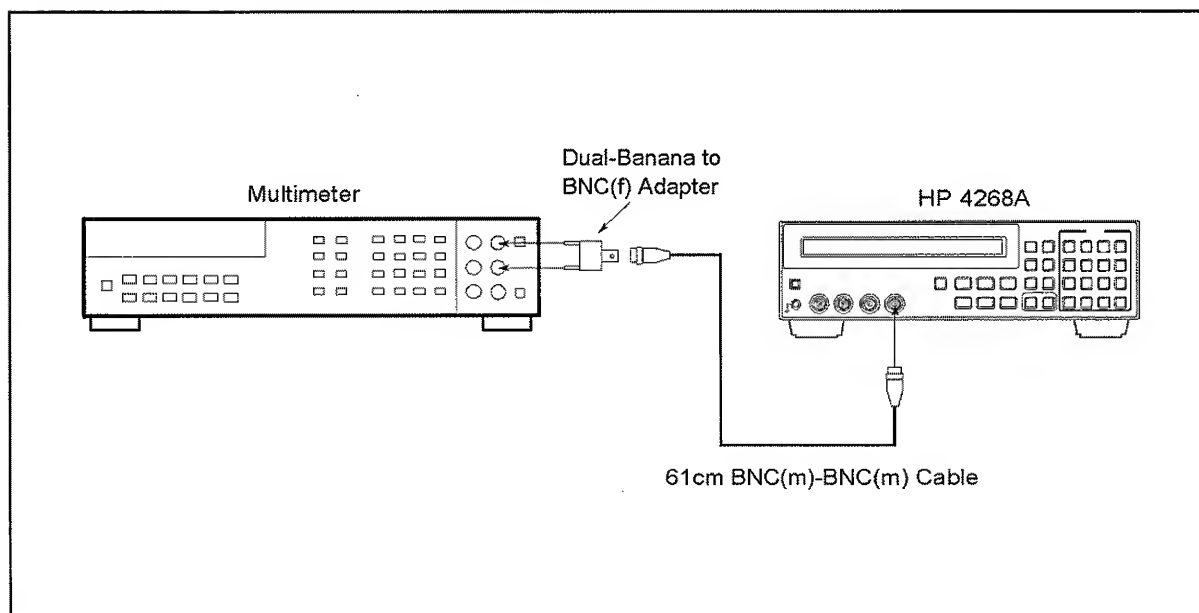 Dual-Banana to
BNC(f) Adapter
Multimeter
HP 4268A
61cm BNC(m)-BNC(m) Cable